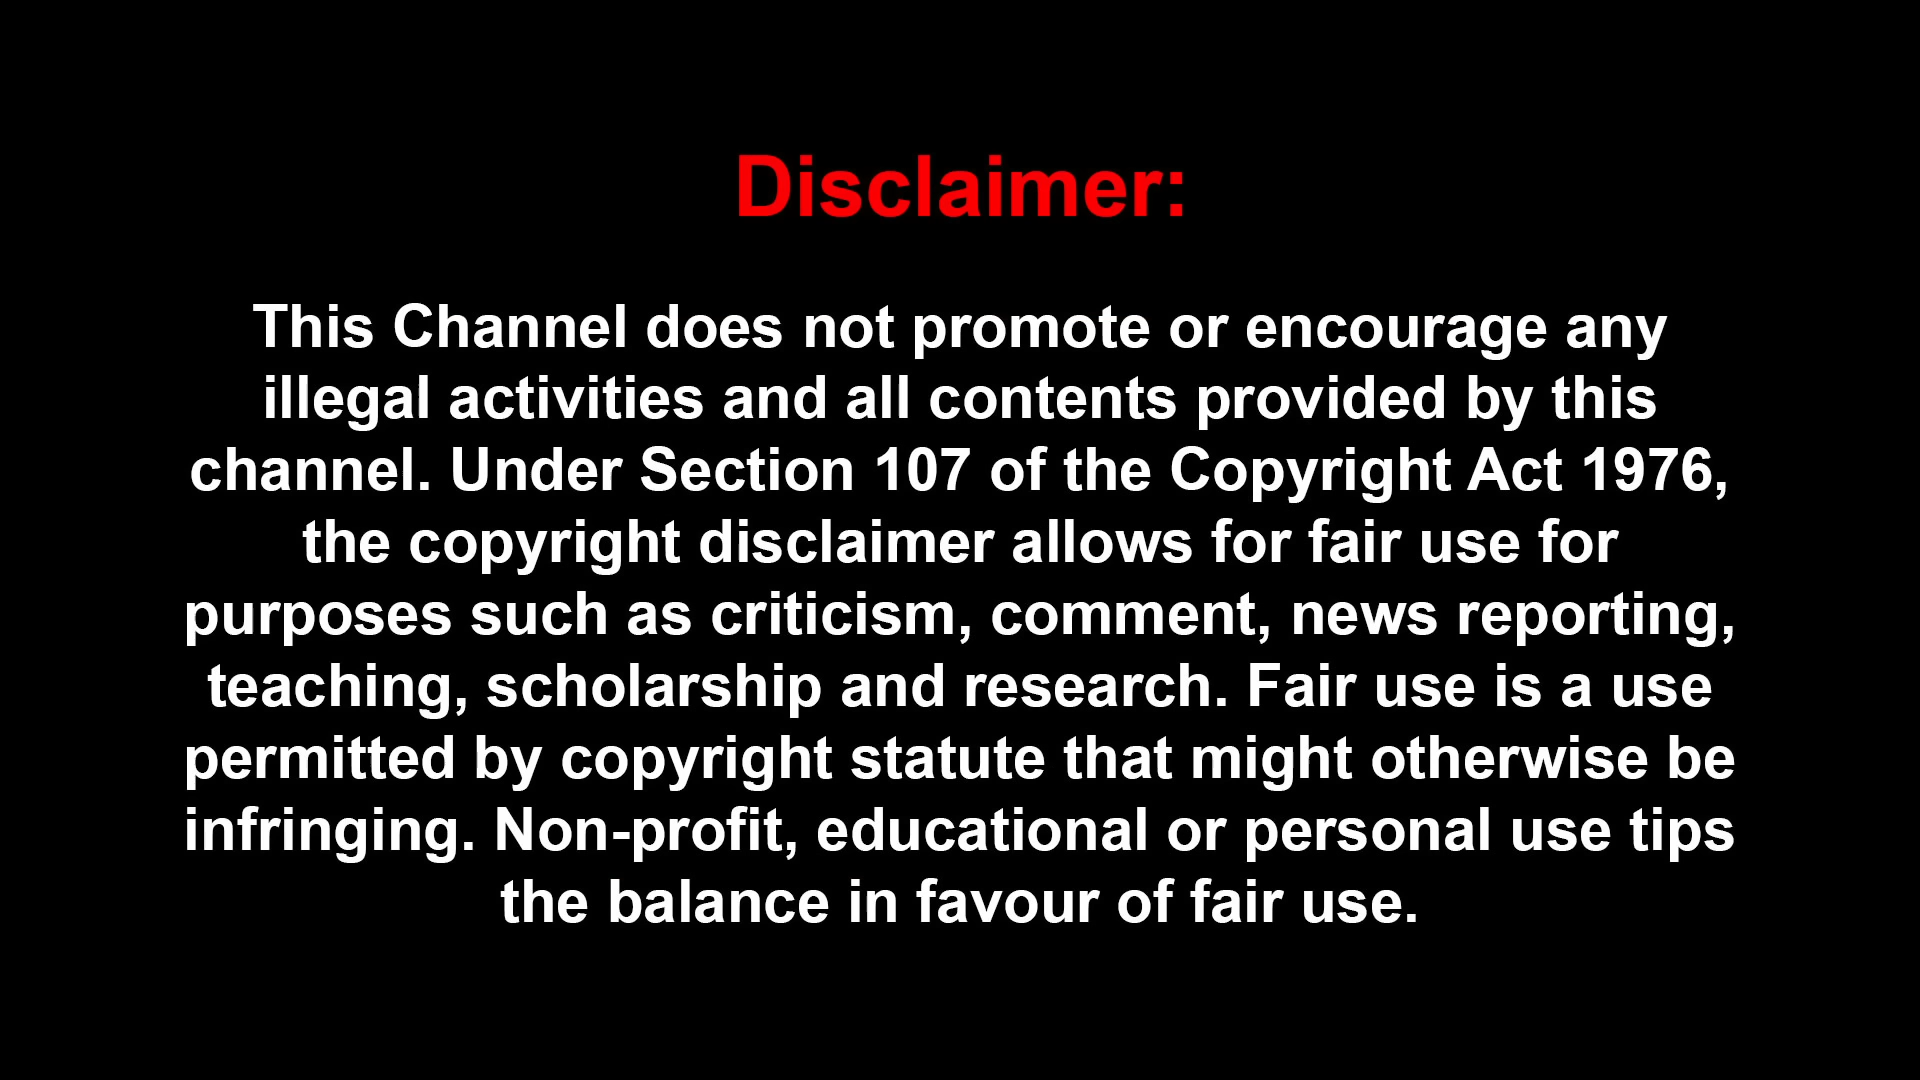 Disclaimer:
This Channel does not promote or encourage any
illegal activities and all contents provided by this
channel. Under Section 107 of the Copyright Act 1976,
the copyright disclaimer allows for fair use for
purposes such as criticism, comment, news reporting,
teaching, scholarship and research. Fair use is a use
permitted by copyright statute that might otherwise be
infringing. Non-profit, educational or personal use tips
the balance in favour of fair use.